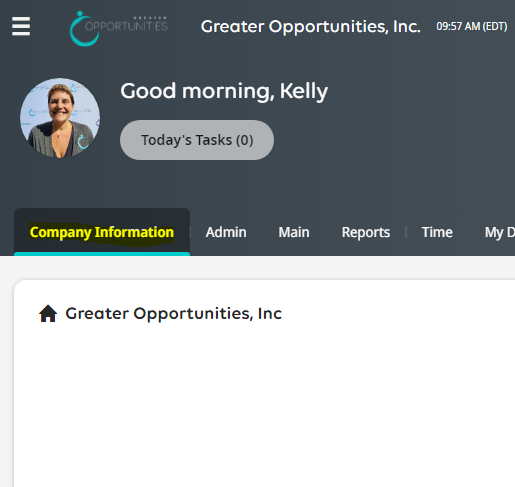 GREATER
OPPORTUNITIES
Greater Opportunities, Inc.
09:57 AM (EDT)
Good morning, Kelly
Today's Tasks (0)
Company Information
Admin
Main
Reports
Time
My D
Greater Opportunities, Inc